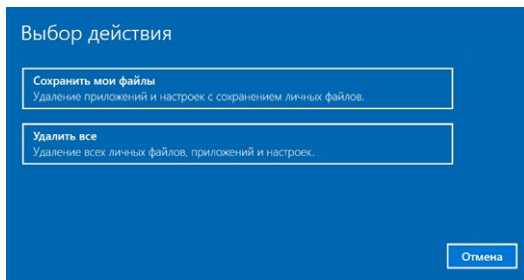 Выбор действия
Сохранить мои файлы
Удаление приложений и настроек с сохранением личных файлов.
Удалить все
Удаление всех личных файлов, приложений и настроек.
Отмена